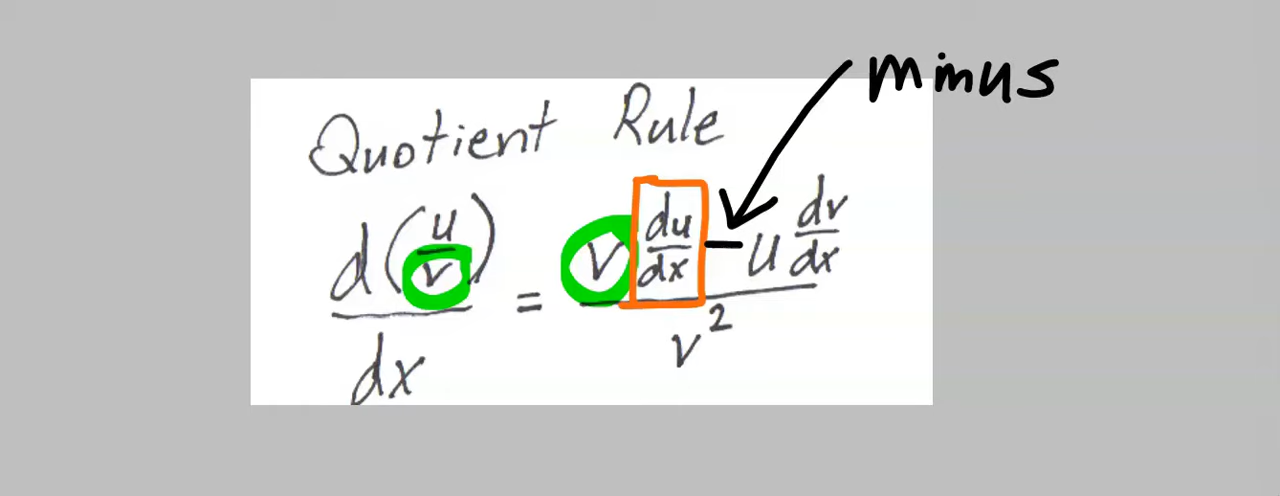 minus
Quotient Rule
d(u/v)/dx = (v du/dx - u dv/dx)/v²